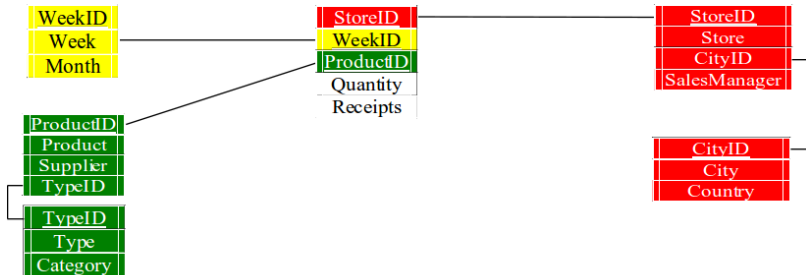 WeekID
Week
Month
StoreID
WeekID
ProductID
Quantity
Receipts
StoreID
Store
CityID
SalesManager
ProductID
Product
Supplier
TypeID
TypeID
Type
Category
CityID
City
Country